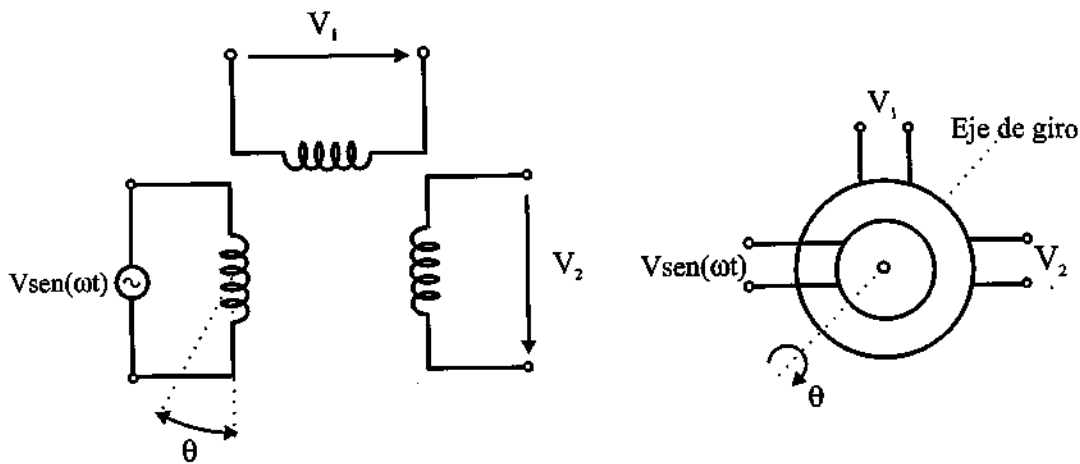 V₁
Vsen(ωt)
V₂
θ
V₁
Eje de giro
Vsen(ωt)
V₂
θ